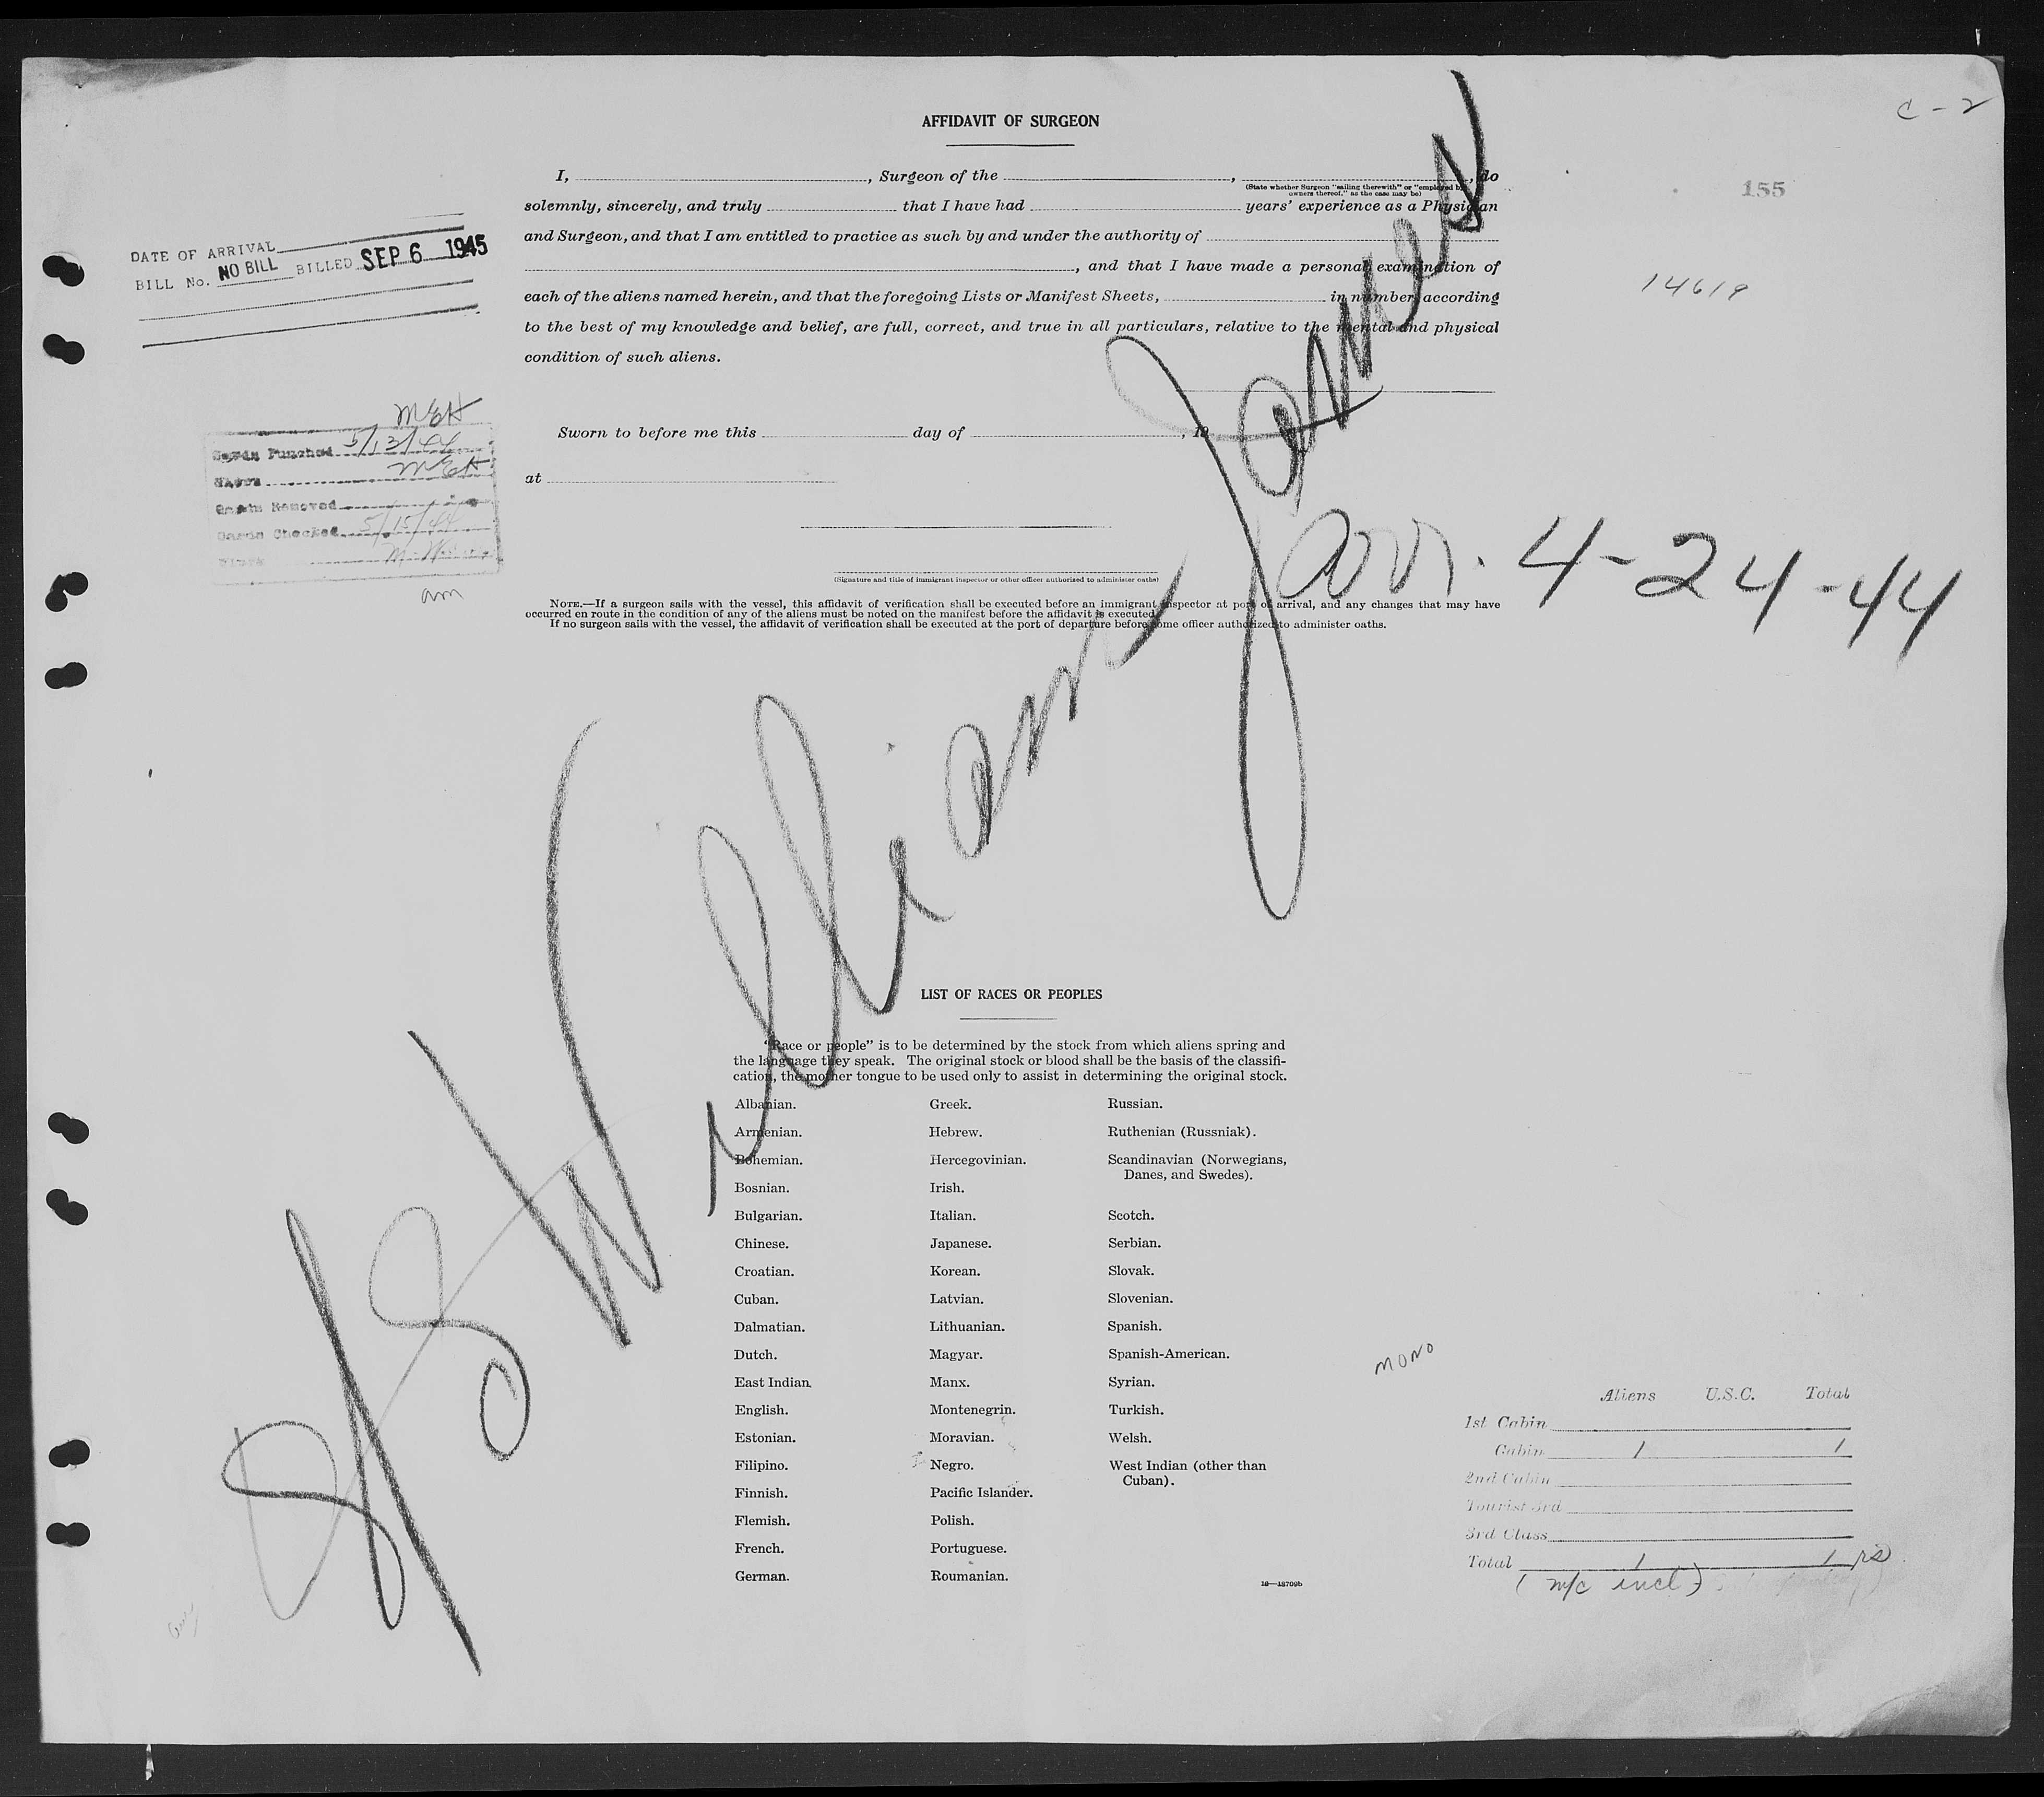 C - 2
AFFIDAVIT OF SURGEON
155
I, , Surgeon of the , , do
(State whether Surgeon "sailing therewith" or "employed by
owners thereof," as the case may be)
solemnly, sincerely, and truly that I have had years' experience as a Physician
and Surgeon, and that I am entitled to practice as such by and under the authority of
, and that I have made a personal examination of
each of the aliens named herein, and that the foregoing Lists or Manifest Sheets, in number, according
to the best of my knowledge and belief, are full, correct, and true in all particulars, relative to the mental and physical
condition of such aliens.
14619
DATE OF ARRIVAL
BILL No. NO BILL BILLED SEP 6 1945
MEH
Cards Punched 5/13/44
MEH
Cards Removed
Cards Checked 5/15/44
am
Sworn to before me this day of , 19
at
(Signature and title of immigrant inspector or other officer authorized to administer oaths)
NOTE.—If a surgeon sails with the vessel, this affidavit of verification shall be executed before an immigrant inspector at port of arrival, and any changes that may have
occurred en route in the condition of any of the aliens must be noted on the manifest before the affidavit is executed.
If no surgeon sails with the vessel, the affidavit of verification shall be executed at the port of departure before some officer authorized to administer oaths.
S/S William James
arr. 4-24-44
LIST OF RACES OR PEOPLES
"Race or people" is to be determined by the stock from which aliens spring and
the language they speak. The original stock or blood shall be the basis of the classifi-
cation, the mother tongue to be used only to assist in determining the original stock.
Albanian.
Armenian.
Bohemian.
Bosnian.
Bulgarian.
Chinese.
Croatian.
Cuban.
Dalmatian.
Dutch.
East Indian.
English.
Estonian.
Filipino.
Finnish.
Flemish.
French.
German.
Greek.
Hebrew.
Hercegovinian.
Irish.
Italian.
Japanese.
Korean.
Latvian.
Lithuanian.
Magyar.
Manx.
Montenegrin.
Moravian.
Negro.
Pacific Islander.
Polish.
Portuguese.
Roumanian.
Russian.
Ruthenian (Russniak).
Scandinavian (Norwegians,
Danes, and Swedes).
Scotch.
Serbian.
Slovak.
Slovenian.
Spanish.
Spanish-American.
Syrian.
Turkish.
Welsh.
West Indian (other than
Cuban).
16—18709b
MONO
Aliens U.S.C. Total
1st Cabin
Cabin 1 1
2nd Cabin
Tourist 3rd
3rd Class
Total 1 1
(m/c incl)